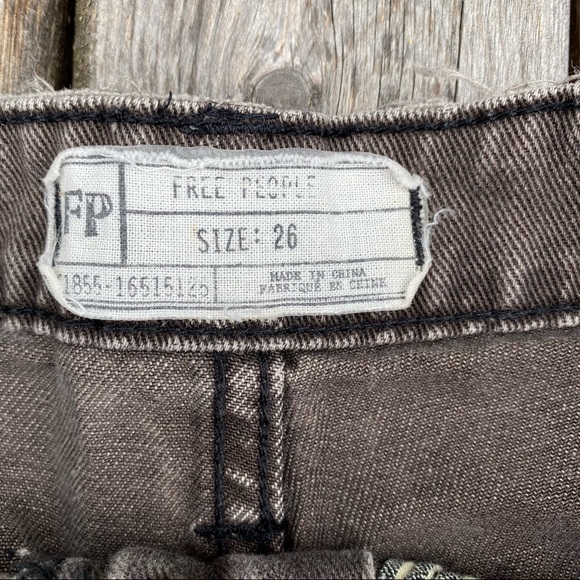 FP
FREE PEOPLE
SIZE: 26
1855-16515125
MADE IN CHINA
FABRIQUÉ EN CHINE